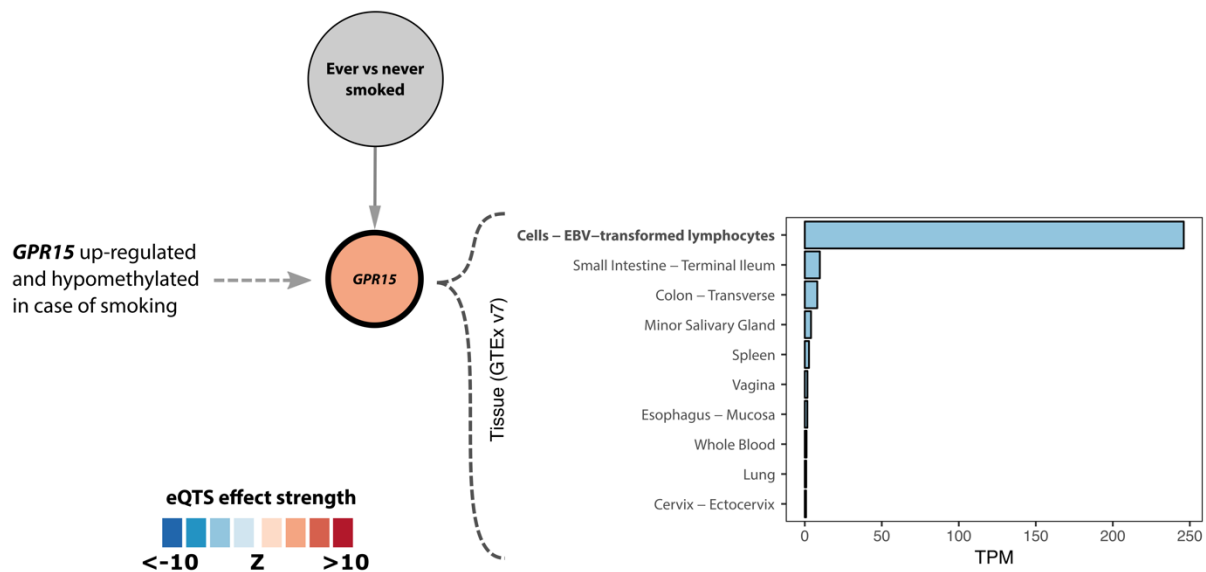 Ever vs never
smoked
GPR15 up-regulated
and hypomethylated
in case of smoking
GPR15
Tissue (GTEx v7)
Cells – EBV–transformed lymphocytes
Small Intestine – Terminal Ileum
Colon – Transverse
Minor Salivary Gland
Spleen
Vagina
Esophagus – Mucosa
Whole Blood
Lung
Cervix – Ectocervix
0 50 100 150 200 250
TPM
eQTS effect strength
<-10 Z >10